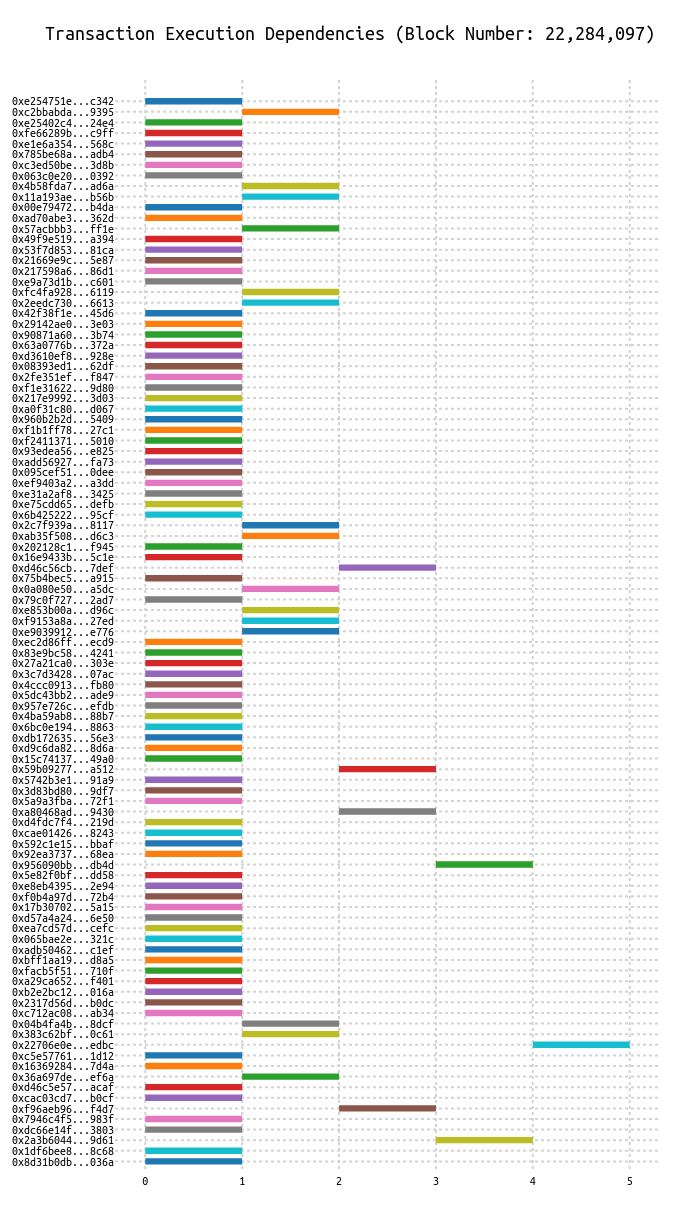 Transaction Execution Dependencies (Block Number: 22,284,097)
0xe254751e...c342
0xc2bbabda...9395
0xe25402c4...24e4
0xfe66289b...c9ff
0xe1e6a354...568c
0x785be68a...adb4
0xc3ed50be...3d8b
0x063c0e20...0392
0x4b58fda7...ad6a
0x11a193ae...b56b
0x00e79472...b4da
0xad70abe3...362d
0x57acbbb3...ff1e
0x49f9e519...a394
0x53f7d853...81ca
0x21669e9c...5e87
0x217598a6...86d1
0xe9a73d1b...c601
0xfc4fa928...6119
0x2eedc730...6613
0x42f38f1e...45d6
0x29142ae0...3e03
0x90871a60...3b74
0x63a0776b...372a
0xd3610ef8...928e
0x08393ed1...62df
0x2fe351ef...f847
0xf1e31622...9d80
0x217e9992...3d03
0xa0f31c80...d067
0x960b2b2d...5409
0xf1b1ff78...27c1
0xf2411371...5010
0x93edea56...e825
0xadd56927...fa73
0x095cef51...0dee
0xef9403a2...a3dd
0xe31a2af8...3425
0xe75cdd65...defb
0x6b425222...95cf
0x2c7f939a...8117
0xab35f508...d6c3
0x202128c1...f945
0x16e9433b...5c1e
0xd46c56cb...7def
0x75b4bec5...a915
0x0a080e50...a5dc
0x79c0f727...2ad7
0xe853b00a...d96c
0xf9153a8a...27ed
0xe9039912...e776
0xec2d86ff...ecd9
0x83e9bc58...4241
0x27a21ca0...303e
0x3c7d3428...07ac
0x4ccc0913...fb80
0x5dc43bb2...ade9
0x957e726c...efdb
0x4ba59ab8...88b7
0x6bc0e194...8863
0xdb172635...56e3
0xd9c6da82...8d6a
0x15c74137...49a0
0x59b09277...a512
0x5742b3e1...91a9
0x3d83bd80...9df7
0x5a9a3fba...72f1
0xa80468ad...9430
0xd4fdc7f4...219d
0xcae01426...8243
0x592c1e15...bbaf
0x92ea3737...68ea
0x956090bb...db4d
0x5e82f0bf...dd58
0xe8eb4395...2e94
0xf0b4a97d...72b4
0x17b30702...5a15
0xd57a4a24...6e50
0xea7cd57d...cefc
0x065bae2e...321c
0xadb50462...c1ef
0xbff1aa19...d8a5
0xfacb5f51...710f
0xa29ca652...f401
0xb2e2bc12...016a
0x2317d56d...b0dc
0xc712ac08...ab34
0x04b4fa4b...8dcf
0x383c62bf...0c61
0x22706e0e...edbc
0xc5e57761...1d12
0x16369284...7d4a
0x36a697de...ef6a
0xd46c5e57...acaf
0xcac03cd7...b0cf
0xf96aeb96...f4d7
0x7946c4f5...983f
0xdc66e14f...3803
0x2a3b6044...9d61
0x1df6bee8...8c68
0x8d31b0db...036a
0 1 2 3 4 5